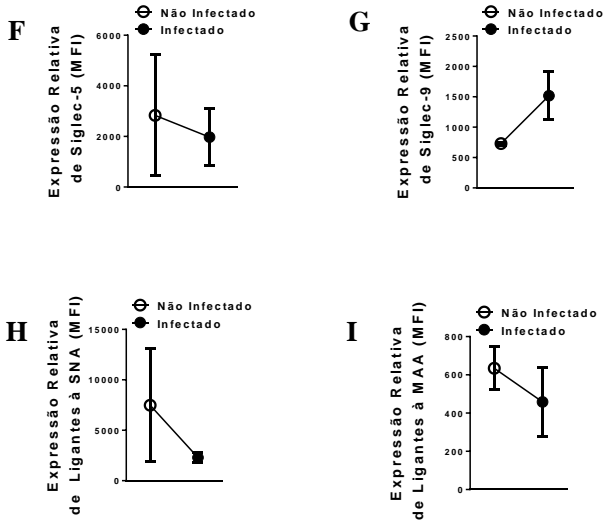 F
Não Infectado
Infectado
Expressão Relativa
de Siglec-5 (MFI)
6000
4000
2000
0
G
Não Infectado
Infectado
Expressão Relativa
de Siglec-9 (MFI)
2500
2000
1500
1000
500
0
H
Não Infectado
Infectado
Expressão Relativa
de Ligantes à SNA (MFI)
15000
10000
5000
0
I
Não Infectado
Infectado
Expressão Relativa
de Ligantes à MAA (MFI)
800
600
400
200
0